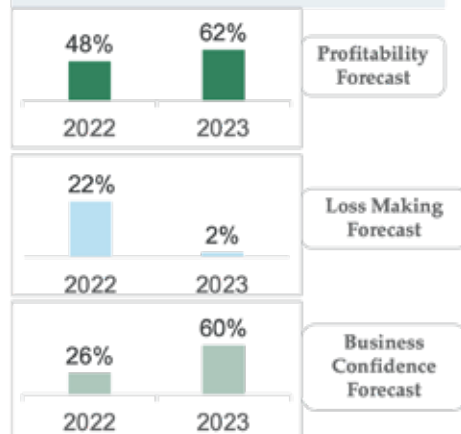 48%
62%
2022
2023
Profitability
Forecast
22%
2%
2022
2023
Loss Making
Forecast
26%
60%
2022
2023
Business
Confidence
Forecast